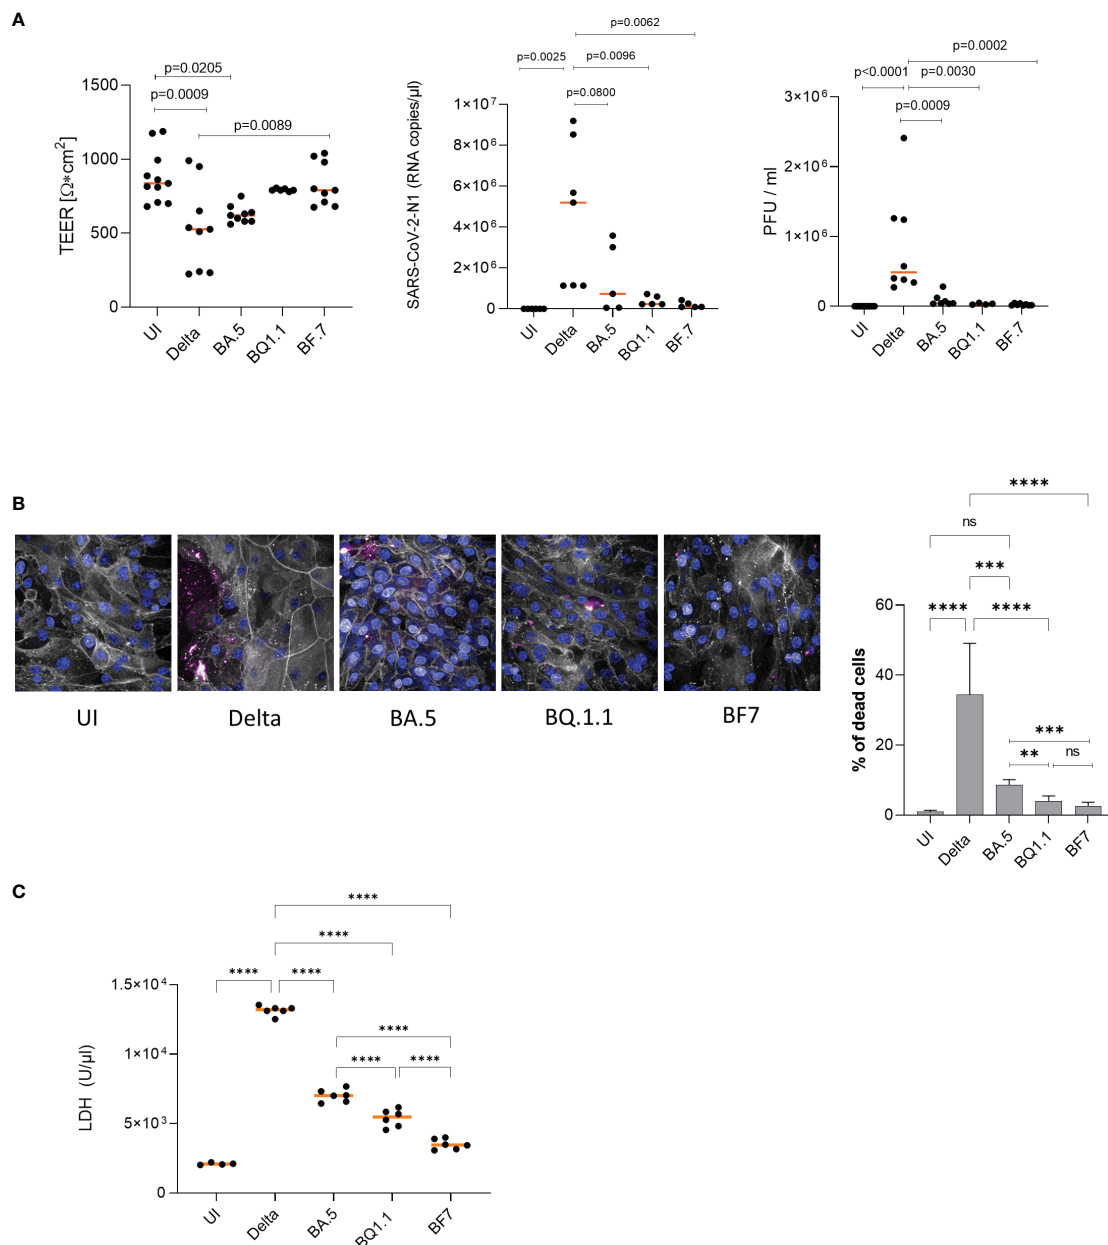 A
p=0.0205
p=0.0009
p=0.0089
1500
1000
500
0
TEER [Ω*cm²]
UI
Delta
BA.5
BQ1.1
BF.7
p=0.0062
p=0.0025
p=0.0096
p=0.0800
1×10⁷
8×10⁶
6×10⁶
4×10⁶
2×10⁶
0
SARS-CoV-2-N1 (RNA copies/µl)
UI
Delta
BA.5
BQ1.1
BF.7
p=0.0002
p<0.0001
p=0.0030
p=0.0009
3×10⁶
2×10⁶
1×10⁶
0
PFU / ml
UI
Delta
BA.5
BQ1.1
BF.7
B
UI
Delta
BA.5
BQ.1.1
BF7
****
ns
***
****
****
***
**
ns
60
40
20
0
% of dead cells
UI
Delta
BA.5
BQ1.1
BF7
C
****
****
****
****
****
****
****
1.5×10⁴
1×10⁴
5×10³
0
LDH (U/µl)
UI
Delta
BA.5
BQ1.1
BF7